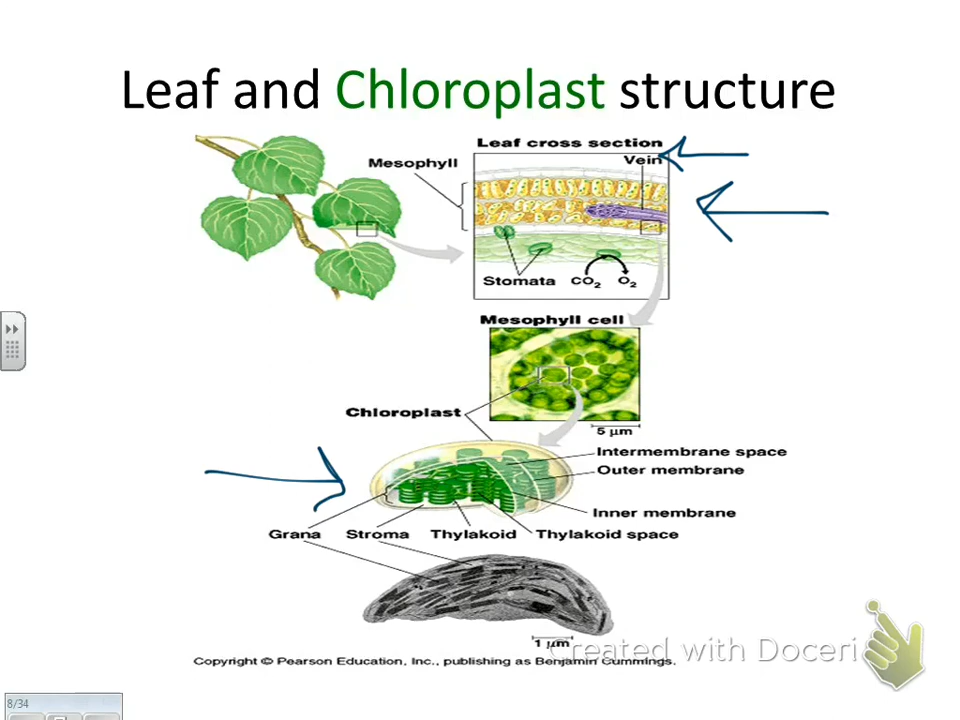 Leaf and Chloroplast structure
Leaf cross section
Mesophyll
Vein
Stomata CO2 O2
Mesophyll cell
Chloroplast
5 µm
Intermembrane space
Outer membrane
Inner membrane
Grana Stroma Thylakoid Thylakoid space
1 µm
Created with Doceri
Copyright © Pearson Education, Inc., publishing as Benjamin Cummings.
8/34